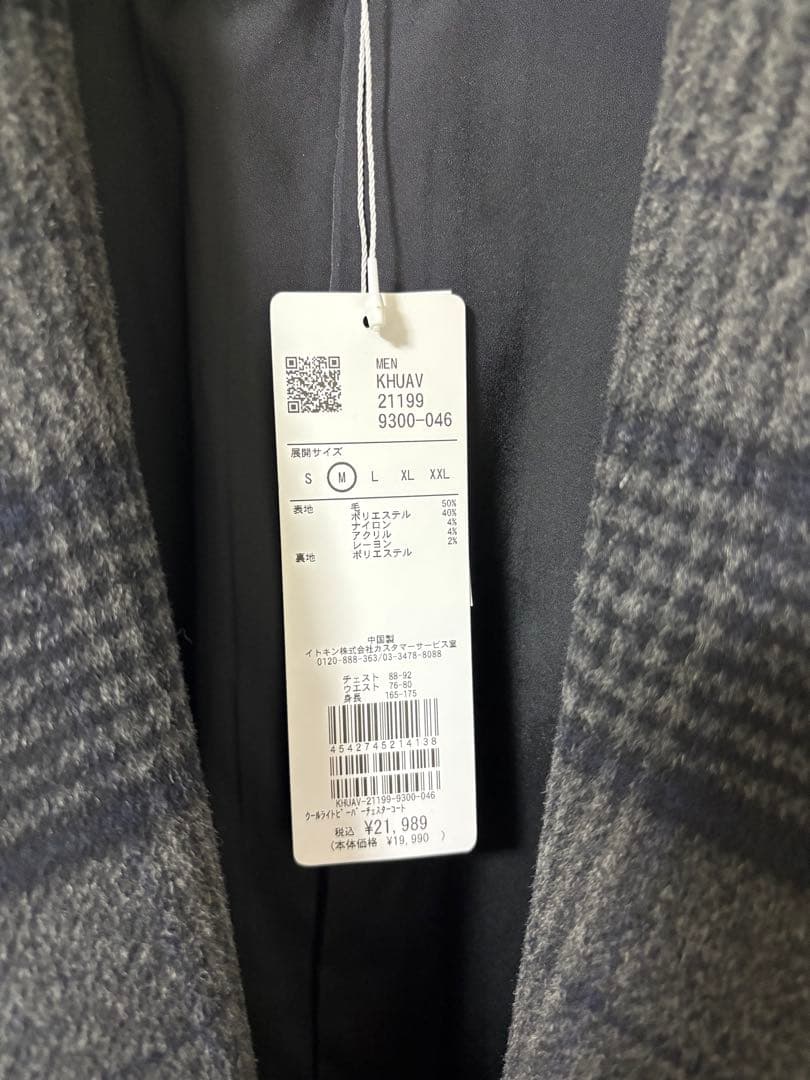 MEN
KHUAV
21199
9300-046
展開サイズ
S M L XL XXL
表地 毛 50%
ポリエステル 40%
ナイロン 4%
アクリル 4%
レーヨン 2%
裏地 ポリエステル
中国製
イトキン株式会社カスタマーサービス室
0120-888-363/03-3478-8088
チェスト 88-92
ウエスト 76-80
身長 165-175
4542745214138
KHUAV-21199-9300-046
ウールライトビーバーチェスターコート
税込 ¥21,989
(本体価格 ¥19,990 )